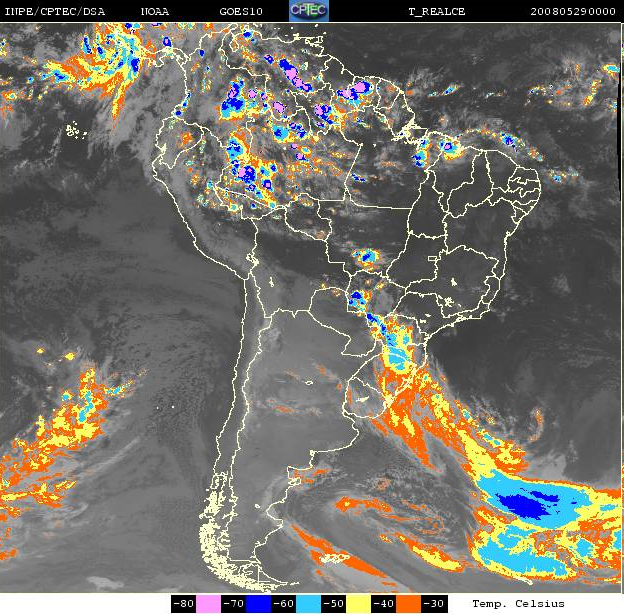 INPE/CPTEC/DSA NOAA GOES10 CPTEC T_REALCE 200805290000
-80 -70 -60 -50 -40 -30 Temp. Celsius